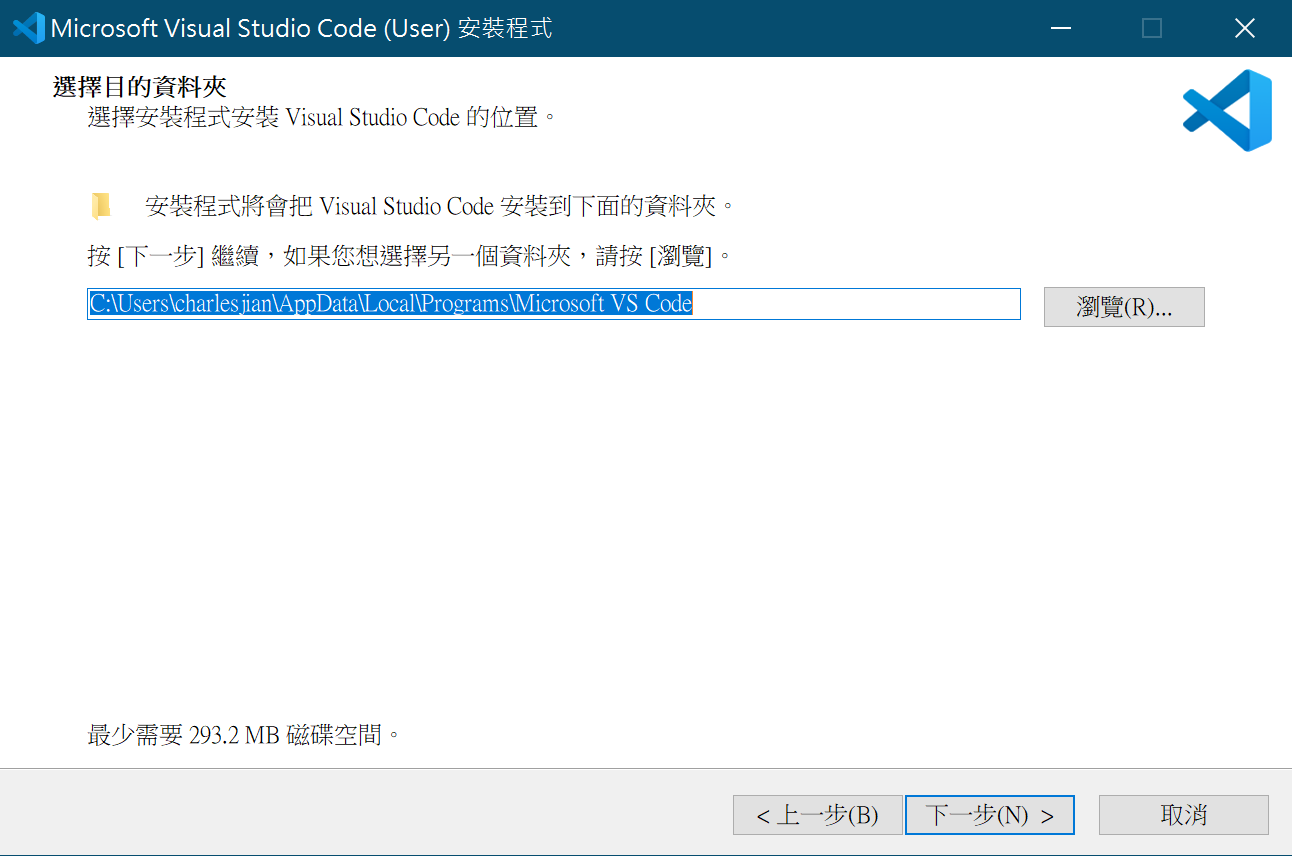 Microsoft Visual Studio Code (User) 安裝程式
選擇目的資料夾
選擇安裝程式安裝 Visual Studio Code 的位置。
安裝程式將會把 Visual Studio Code 安裝到下面的資料夾。
按 [下一步] 繼續，如果您想選擇另一個資料夾，請按 [瀏覽]。
C:\Users\charlesjian\AppData\Local\Programs\Microsoft VS Code
瀏覽(R)...
最少需要 293.2 MB 磁碟空間。
< 上一步(B)
下一步(N) >
取消